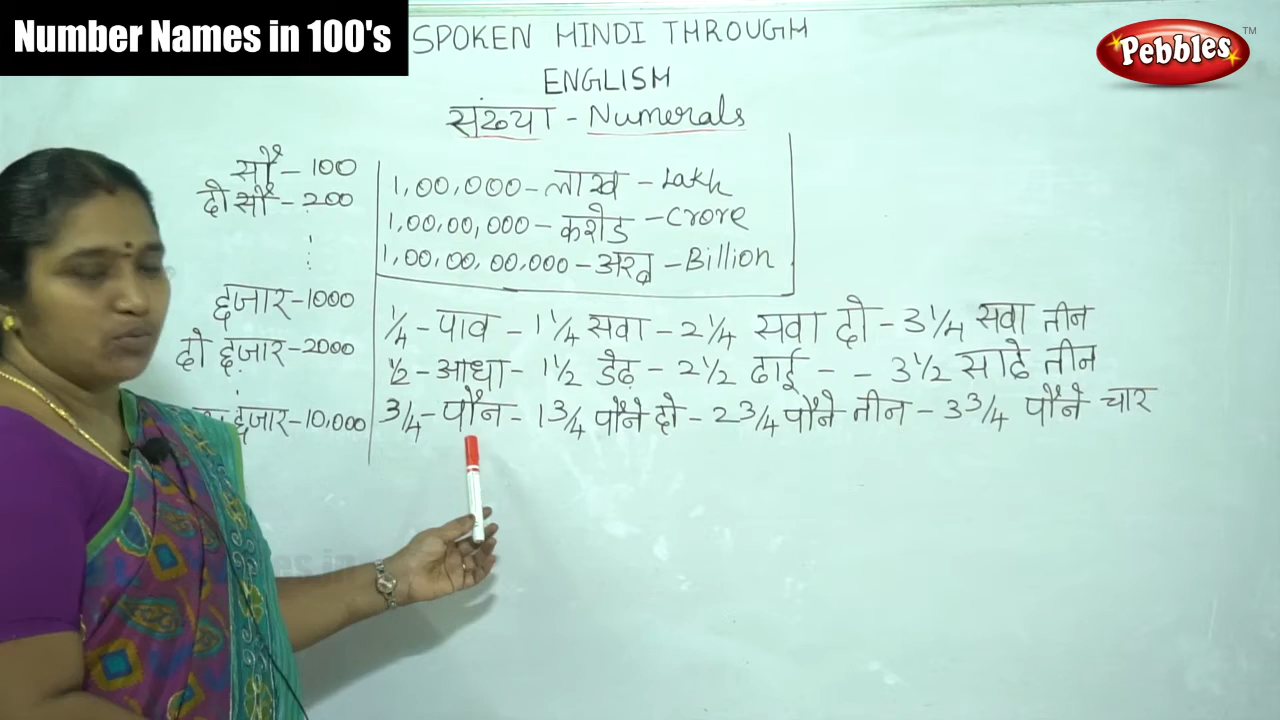 Number Names in 100's
Pebbles™
SPOKEN HINDI THROUGH
ENGLISH
संख्या - Numerals
सौ - 100
दो सौ - 200
हज़ार - 1000
दो हज़ार - 2000
हज़ार - 10,000
1,00,000 - लाख - Lakh
1,00,00,000 - करोड - Crore
1,00,00,00,000 - अरब - Billion
1/4 - पाव - 1 1/4 सवा - 2 1/4 सवा दो - 3 1/4 सवा तीन
1/2 - आधा - 1 1/2 डेढ़ - 2 1/2 ढाई - - 3 1/2 साढे तीन
3/4 - पौन - 1 3/4 पौने दो - 2 3/4 पौने तीन - 3 3/4 पौने चार